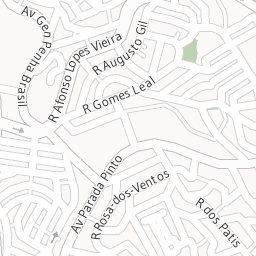 Av Gen Penha Brasil
R Afonso Lopes Vieira
R Augusto Gil
R Gomes Leal
Av Parada Pinto
R Rosa-dos-Ventos
R dos Patis